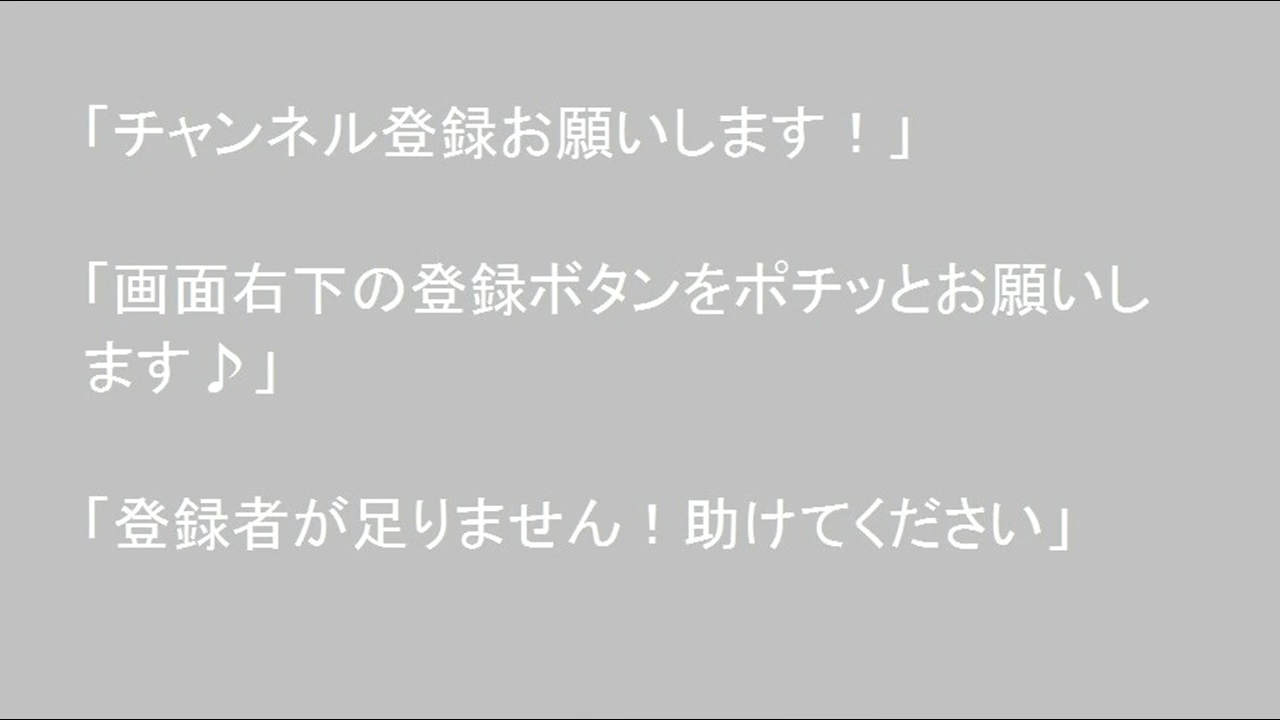 「チャンネル登録お願いします！」
「画面右下の登録ボタンをポチッとお願いし
ます♪」
「登録者が足りません！助けてください」